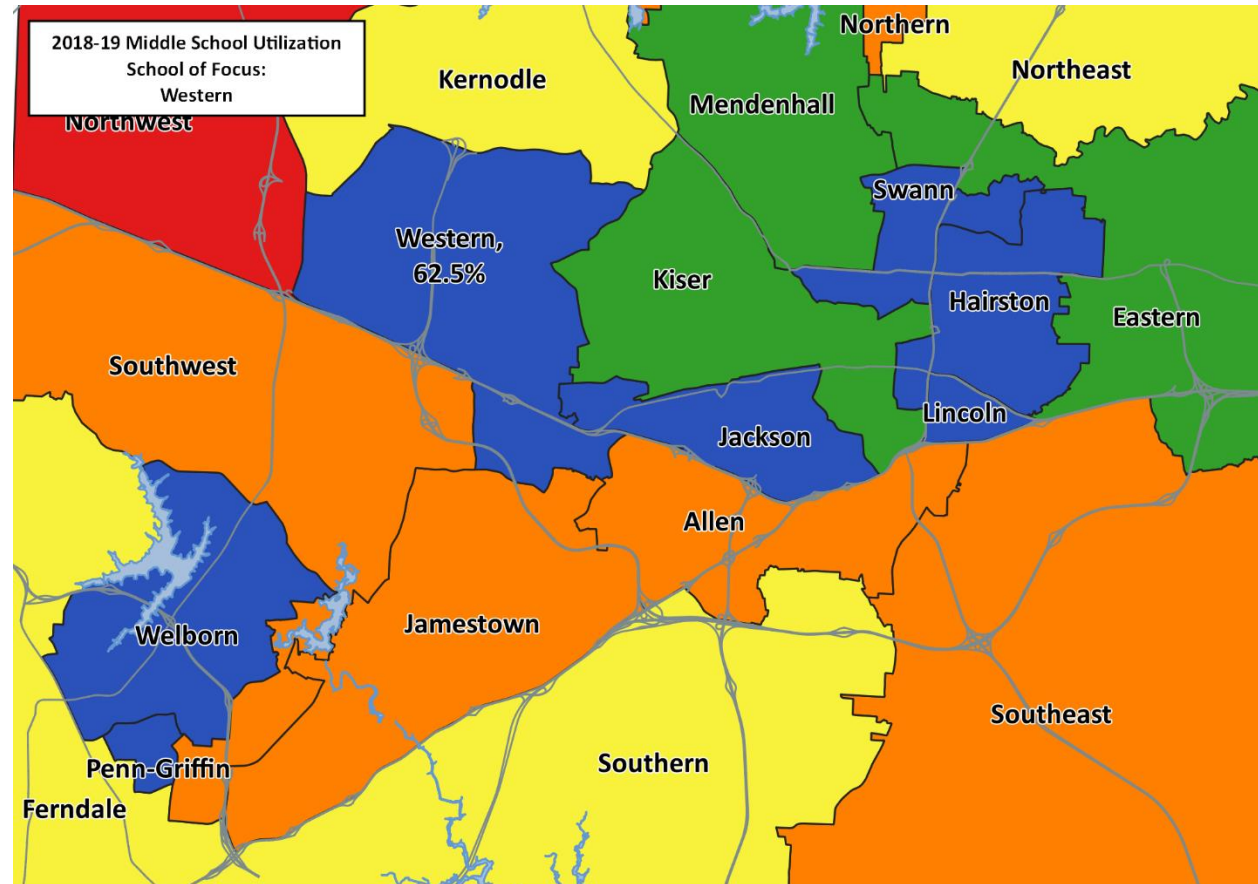 2018-19 Middle School Utilization
School of Focus:
Western
Northern
Kernodle
Northeast
Mendenhall
Northwest
Swann
Western,
62.5%
Kiser
Hairston
Eastern
Southwest
Lincoln
Jackson
Allen
Jamestown
Welborn
Southeast
Southern
Penn-Griffin
Ferndale